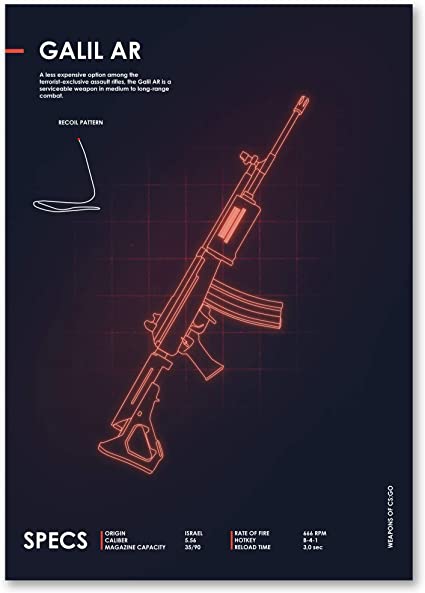 GALIL AR
A less expensive option among the
terrorist-exclusive assault rifles, the Galil AR is a
serviceable weapon in medium to long-range
combat.
RECOIL PATTERN
WEAPONS OF CS:GO
SPECS
ORIGIN ISRAEL RATE OF FIRE 666 RPM
CALIBER 5.56 HOTKEY B-4-1
MAGAZINE CAPACITY 35/90 RELOAD TIME 3,0 sec